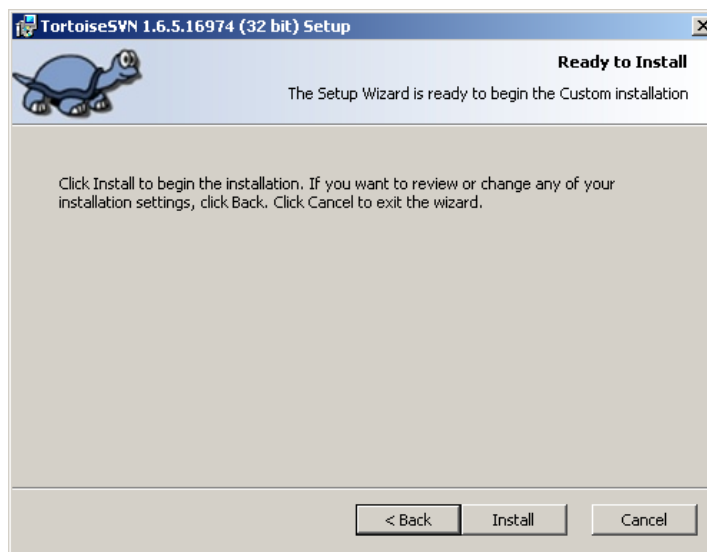 TortoiseSVN 1.6.5.16974 (32 bit) Setup
Ready to Install
The Setup Wizard is ready to begin the Custom installation
Click Install to begin the installation. If you want to review or change any of your
installation settings, click Back. Click Cancel to exit the wizard.
< Back
Install
Cancel